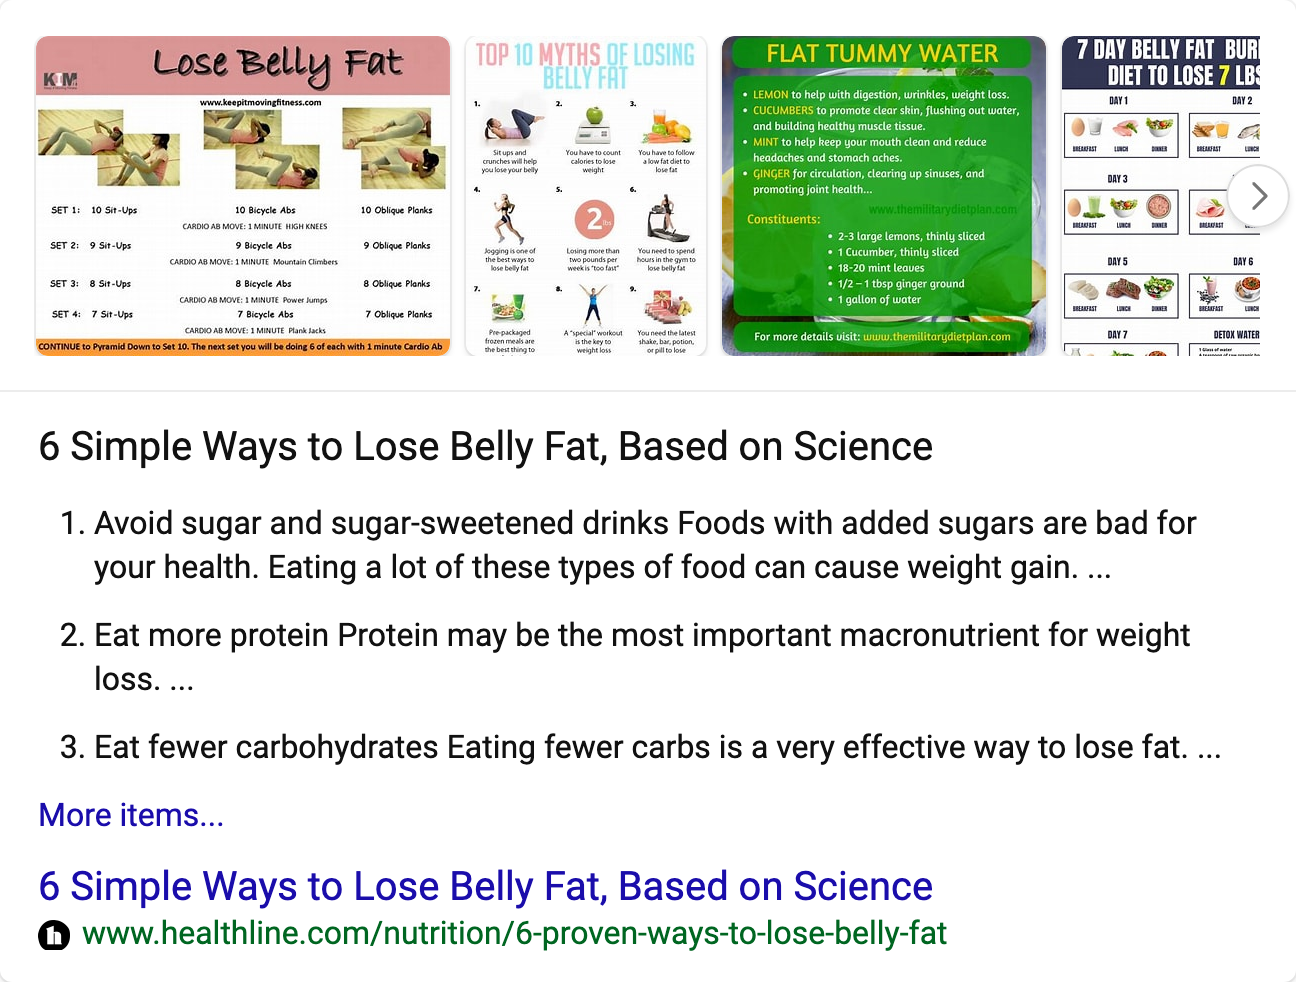 Lose Belly Fat
KIM
www.keepitmovingfitness.com
SET 1: 10 Sit-Ups 10 Bicycle Abs 10 Oblique Planks
CARDIO AB MOVE: 1 MINUTE HIGH KNEES
SET 2: 9 Sit-Ups 9 Bicycle Abs 9 Oblique Planks
CARDIO AB MOVE: 1 MINUTE Mountain Climbers
SET 3: 8 Sit-Ups 8 Bicycle Abs 8 Oblique Planks
CARDIO AB MOVE: 1 MINUTE Power Jumps
SET 4: 7 Sit-Ups 7 Bicycle Abs 7 Oblique Planks
CARDIO AB MOVE: 1 MINUTE Plank Jacks
CONTINUE to Pyramid Down to Set 10. The next set you will be doing 6 of each with 1 minute Cardio Ab
TOP 10 MYTHS OF LOSING
BELLY FAT
1.
Sit ups and
crunches will help
you lose your belly
2.
You have to count
calories to lose
weight
3.
You have to follow
a low fat diet to
lose fat
4.
Jogging is one of
the best ways to
lose belly fat
5.
2 lbs
Losing more than
two pounds per
week is "too fast"
6.
You need to spend
hours in the gym to
lose belly fat
7.
Pre-packaged
frozen meals are
the best thing to
8.
A "special" workout
is the key to
weight loss
9.
You need the latest
shake, bar, potion,
or pill to lose
FLAT TUMMY WATER
• LEMON to help with digestion, wrinkles, weight loss.
• CUCUMBERS to promote clear skin, flushing out water,
and building healthy muscle tissue.
• MINT to help keep your mouth clean and reduce
headaches and stomach aches.
• GINGER for circulation, clearing up sinuses, and
promoting joint health...
www.themilitarydietplan.com
Constituents:
• 2-3 large lemons, thinly sliced
• 1 Cucumber, thinly sliced
• 18-20 mint leaves
• 1/2 – 1 tbsp ginger ground
• 1 gallon of water
For more details visit: www.themilitarydietplan.com
7 DAY BELLY FAT BUR
DIET TO LOSE 7 LBS
DAY 1 DAY 2
BREAKFAST LUNCH DINNER BREAKFAST LUNCH
DAY 3
BREAKFAST LUNCH DINNER BREAKFAST
DAY 5 DAY 6
BREAKFAST LUNCH DINNER BREAKFAST LUNCH
DAY 7 DETOX WATER
1 Glass of water
6 Simple Ways to Lose Belly Fat, Based on Science
1. Avoid sugar and sugar-sweetened drinks Foods with added sugars are bad for
your health. Eating a lot of these types of food can cause weight gain. ...
2. Eat more protein Protein may be the most important macronutrient for weight
loss. ...
3. Eat fewer carbohydrates Eating fewer carbs is a very effective way to lose fat. ...
More items...
6 Simple Ways to Lose Belly Fat, Based on Science
h www.healthline.com/nutrition/6-proven-ways-to-lose-belly-fat